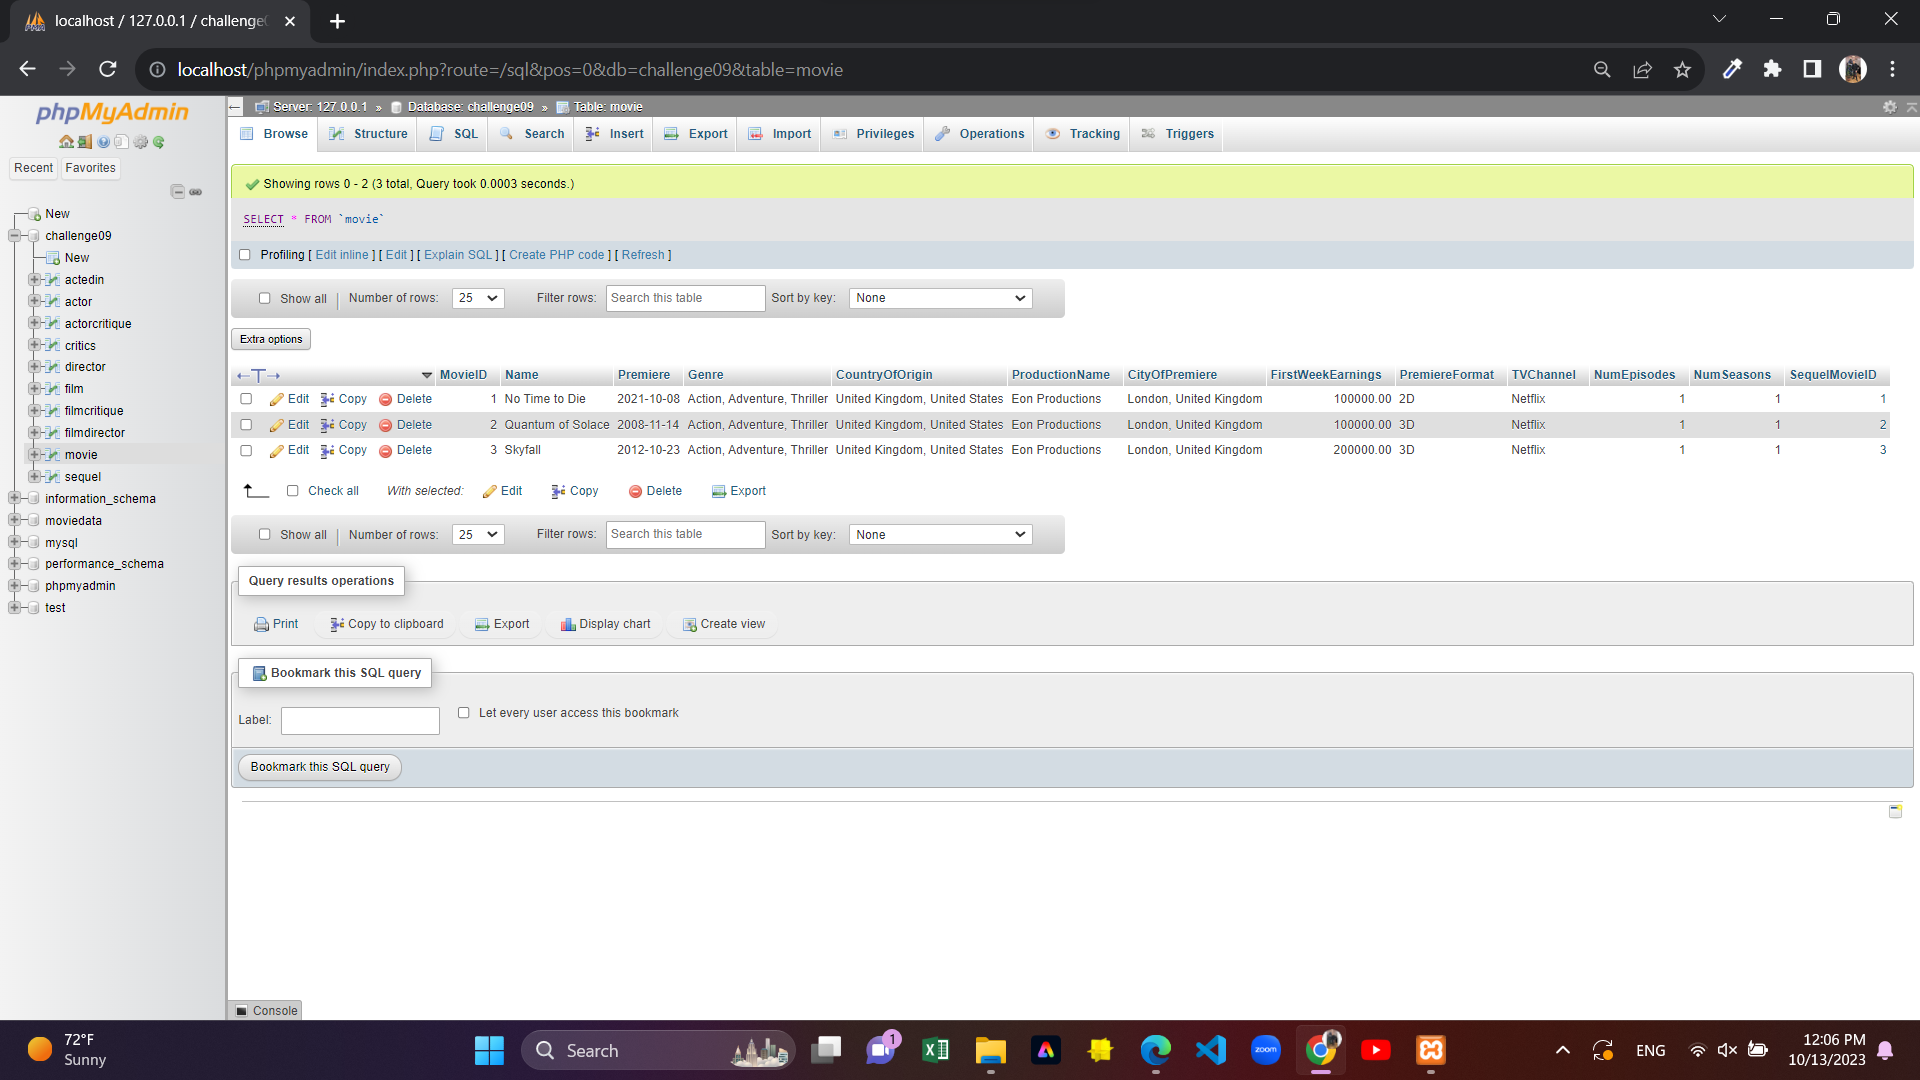 localhost / 127.0.0.1 / challenge0
localhost/phpmyadmin/index.php?route=/sql&pos=0&db=challenge09&table=movie
phpMyAdmin
Recent Favorites
New
challenge09
New
actedin
actor
actorcritique
critics
director
film
filmcritique
filmdirector
movie
sequel
information_schema
moviedata
mysql
performance_schema
phpmyadmin
test
Server: 127.0.0.1 » Database: challenge09 » Table: movie
Browse Structure SQL Search Insert Export Import Privileges Operations Tracking Triggers
Showing rows 0 - 2 (3 total, Query took 0.0003 seconds.)
SELECT * FROM `movie`
Profiling [ Edit inline ] [ Edit ] [ Explain SQL ] [ Create PHP code ] [ Refresh ]
Show all | Number of rows: 25 Filter rows: Search this table Sort by key: None
Extra options
←T→ MovieID Name Premiere Genre CountryOfOrigin ProductionName CityOfPremiere FirstWeekEarnings PremiereFormat TVChannel NumEpisodes NumSeasons SequelMovieID
Edit Copy Delete 1 No Time to Die 2021-10-08 Action, Adventure, Thriller United Kingdom, United States Eon Productions London, United Kingdom 100000.00 2D Netflix 1 1 1
Edit Copy Delete 2 Quantum of Solace 2008-11-14 Action, Adventure, Thriller United Kingdom, United States Eon Productions London, United Kingdom 100000.00 3D Netflix 1 1 2
Edit Copy Delete 3 Skyfall 2012-10-23 Action, Adventure, Thriller United Kingdom, United States Eon Productions London, United Kingdom 200000.00 3D Netflix 1 1 3
Check all With selected: Edit Copy Delete Export
Show all | Number of rows: 25 Filter rows: Search this table Sort by key: None
Query results operations
Print Copy to clipboard Export Display chart Create view
Bookmark this SQL query
Label: Let every user access this bookmark
Bookmark this SQL query
Console
72°F
Sunny
Search
1
zoom
ENG
12:06 PM
10/13/2023